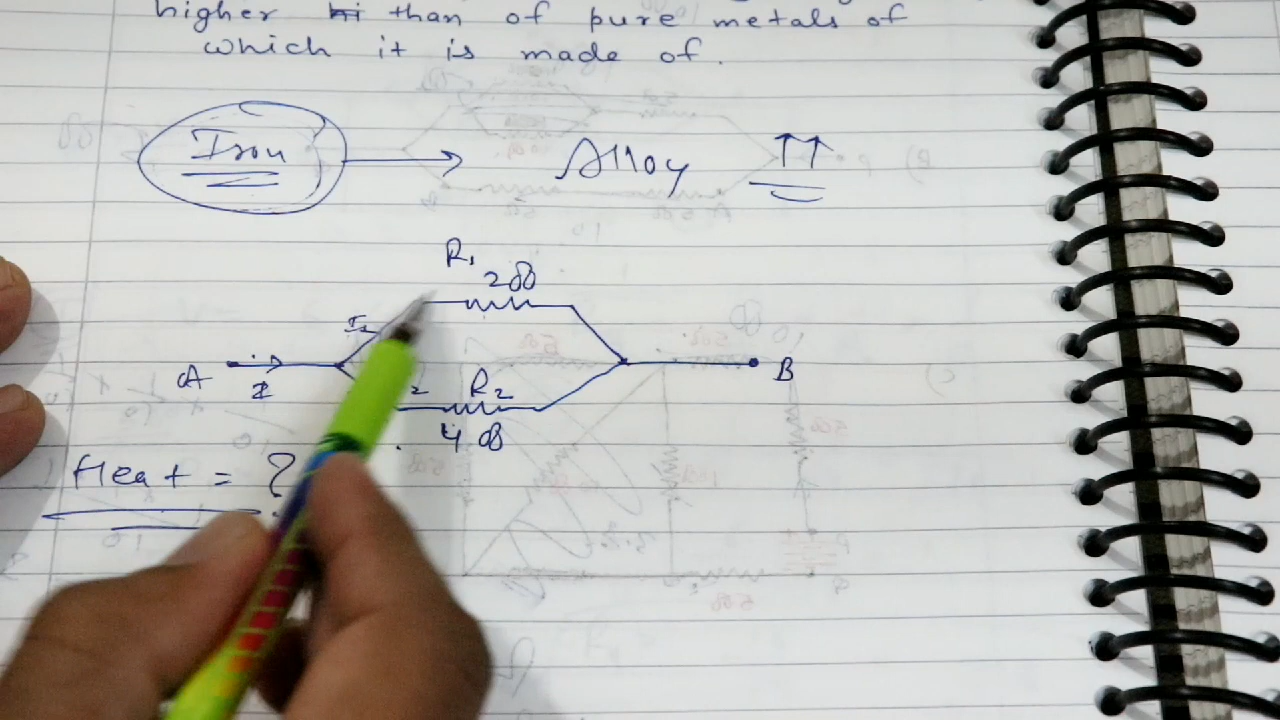 higher than of pure metals of
which it is made of.
Iron → Alloy ↑↑
R₁
2Ω
I₁
A I B
2 R₂
4Ω
Heat = ?